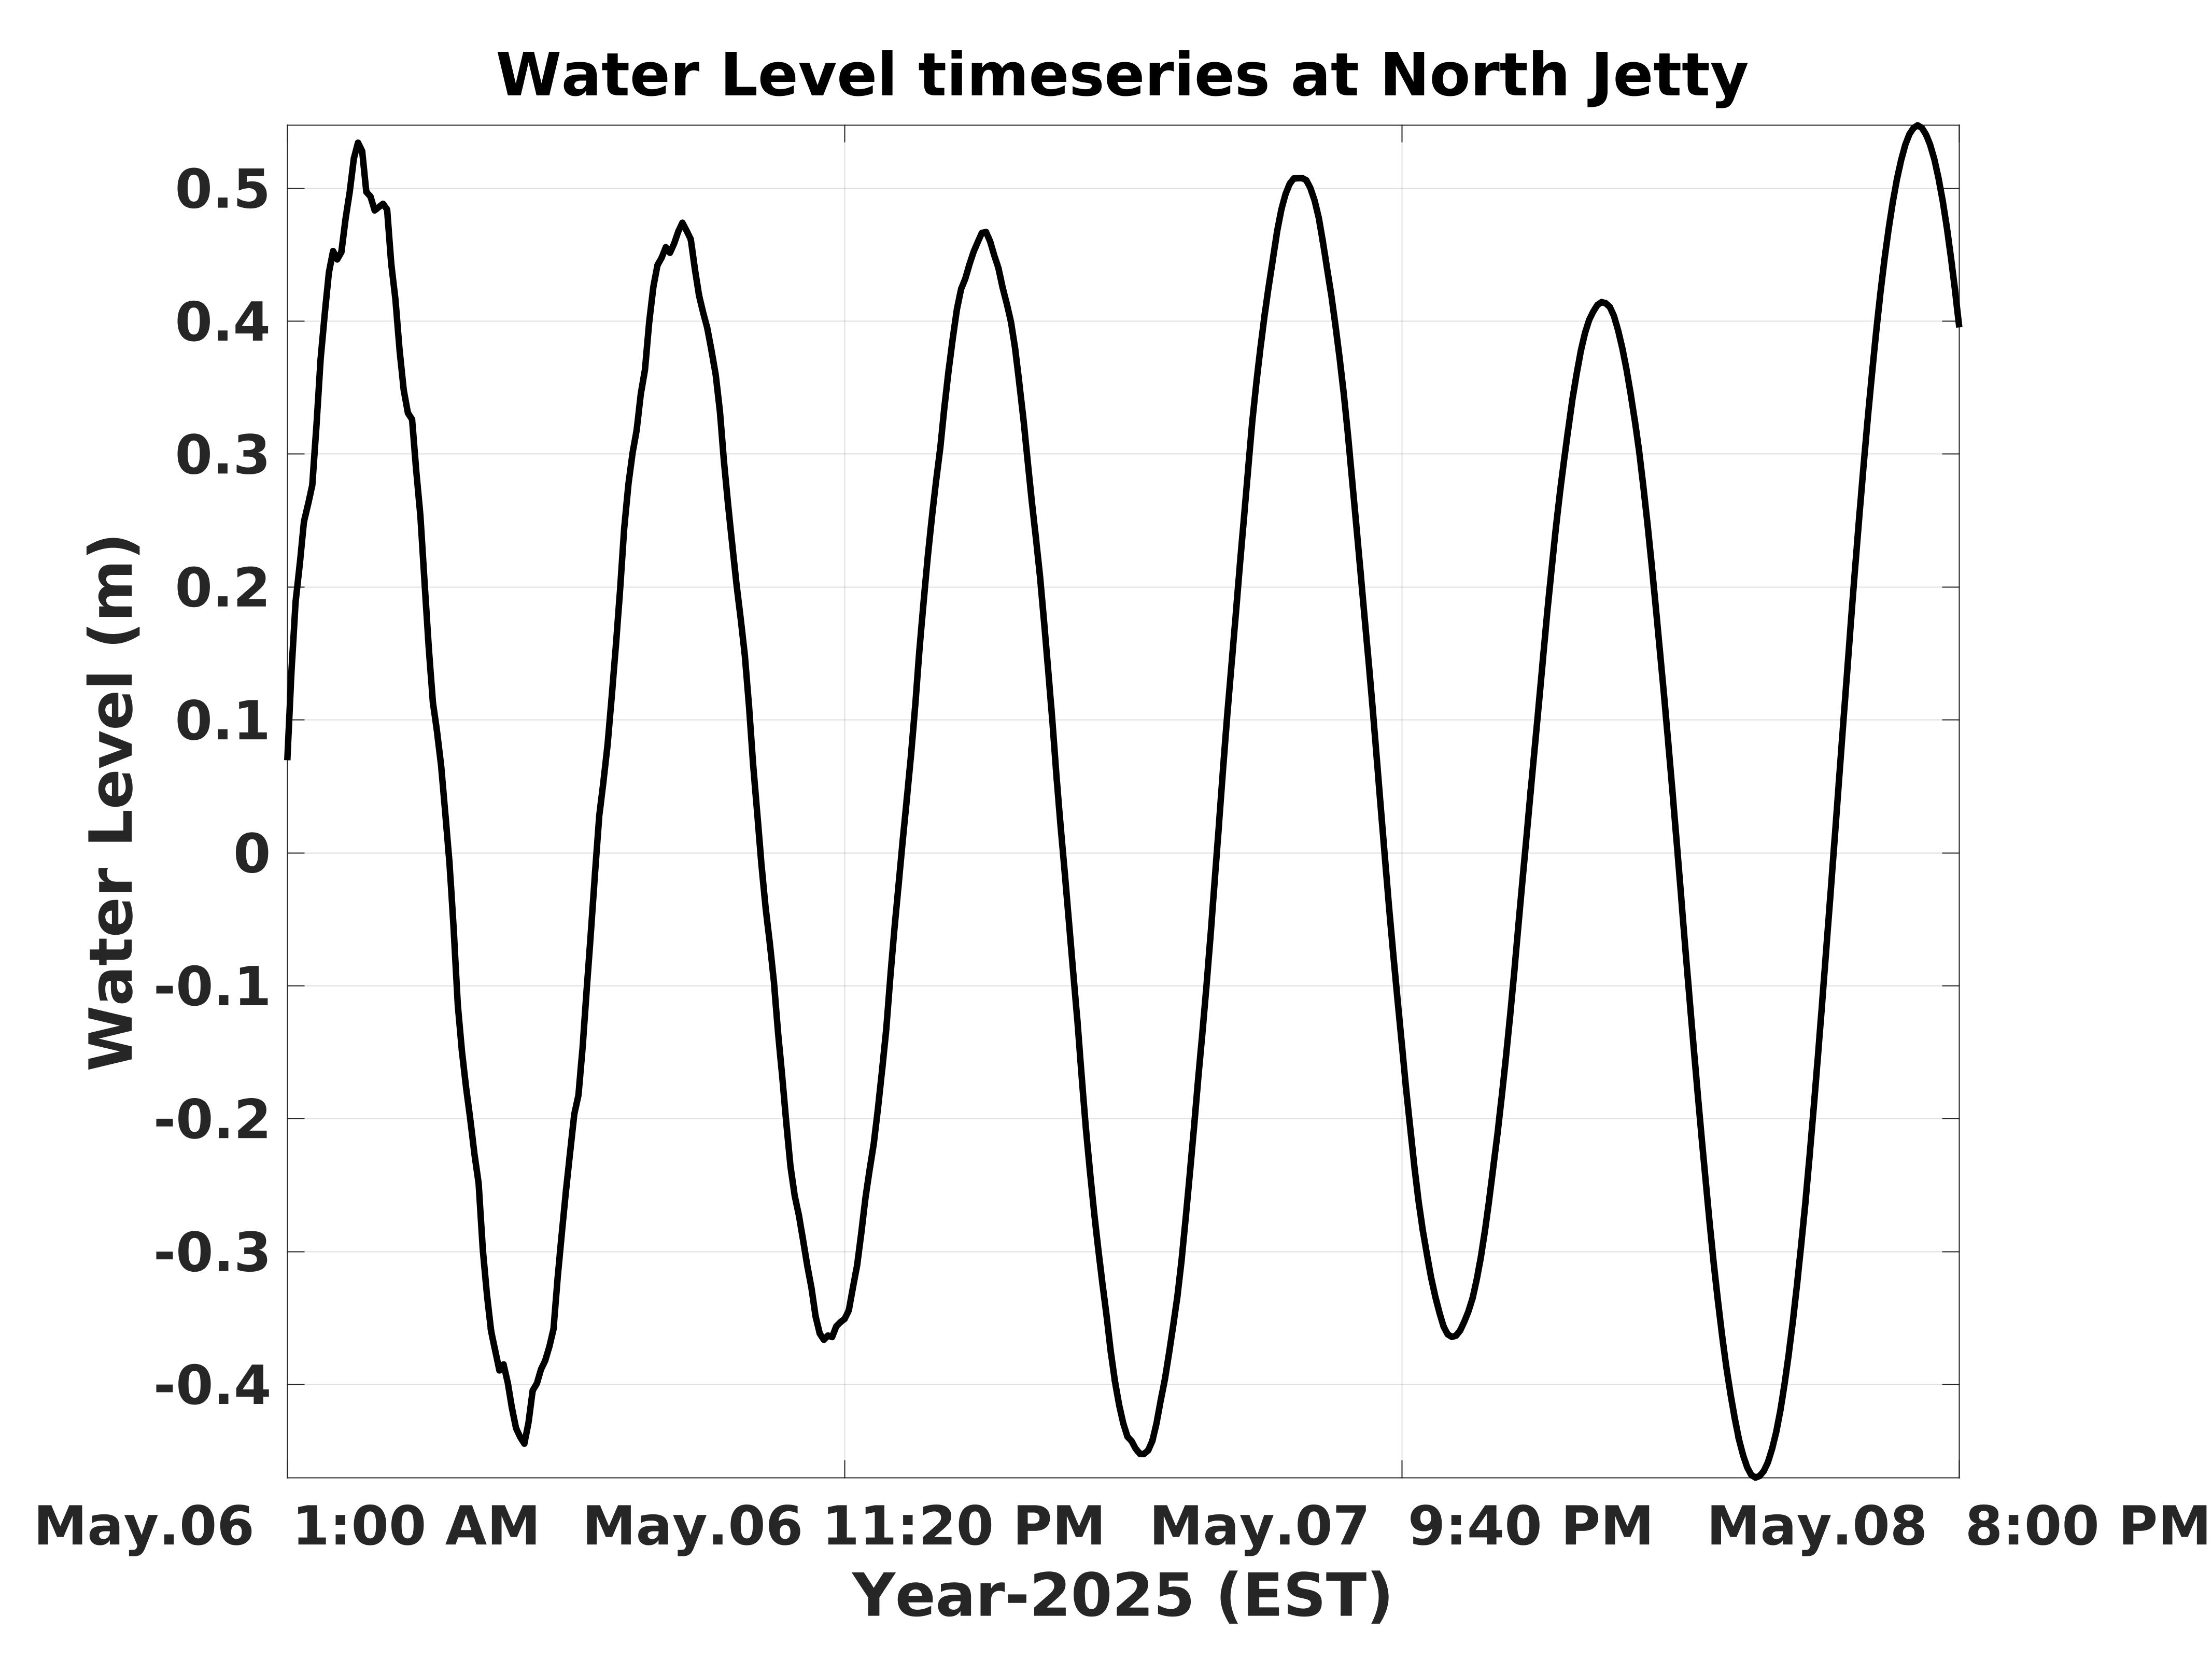 Water Level timeseries at North Jetty
Water Level (m)
0.5
0.4
0.3
0.2
0.1
0
-0.1
-0.2
-0.3
-0.4
May.06 1:00 AM May.06 11:20 PM May.07 9:40 PM May.08 8:00 PM
Year-2025 (EST)